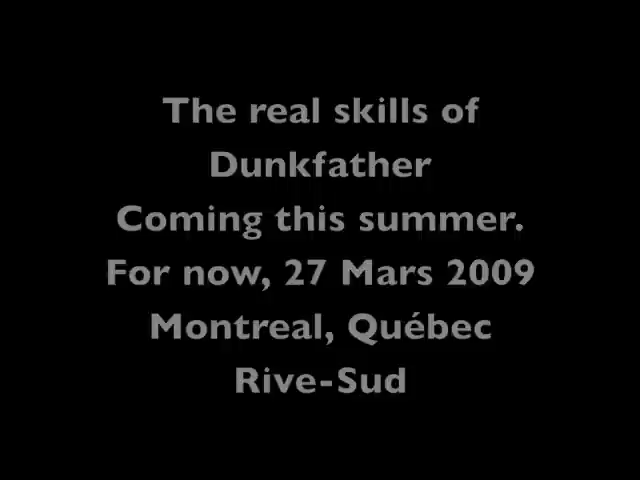 The real skills of
Dunkfather
Coming this summer.
For now, 27 Mars 2009
Montreal, Québec
Rive-Sud